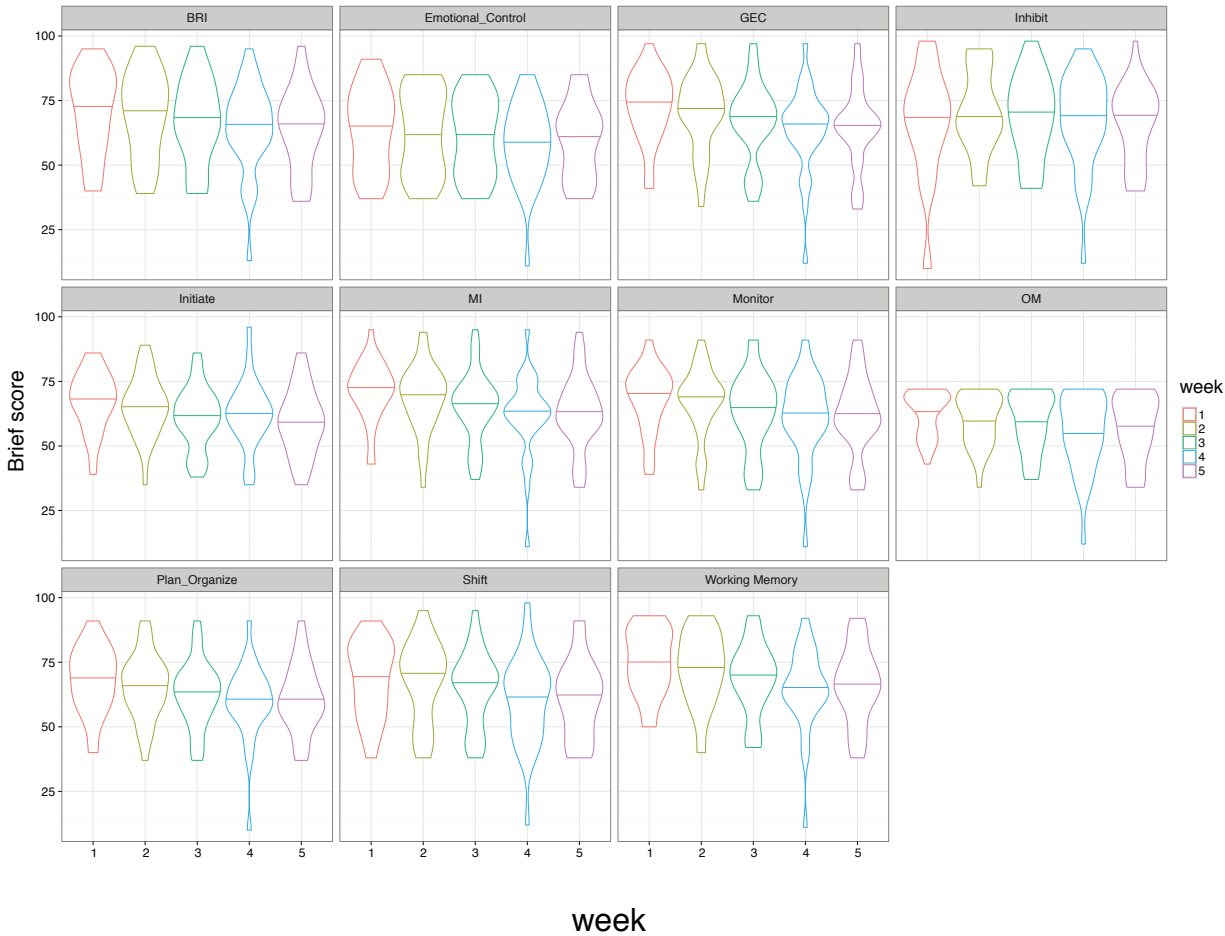 BRI Emotional_Control GEC Inhibit
100
75
50
25
Initiate MI Monitor OM
100
75
50
25
Plan_Organize Shift Working Memory
100
75
50
25
1 2 3 4 5 1 2 3 4 5 1 2 3 4 5
Brief score
week
week
1
2
3
4
5